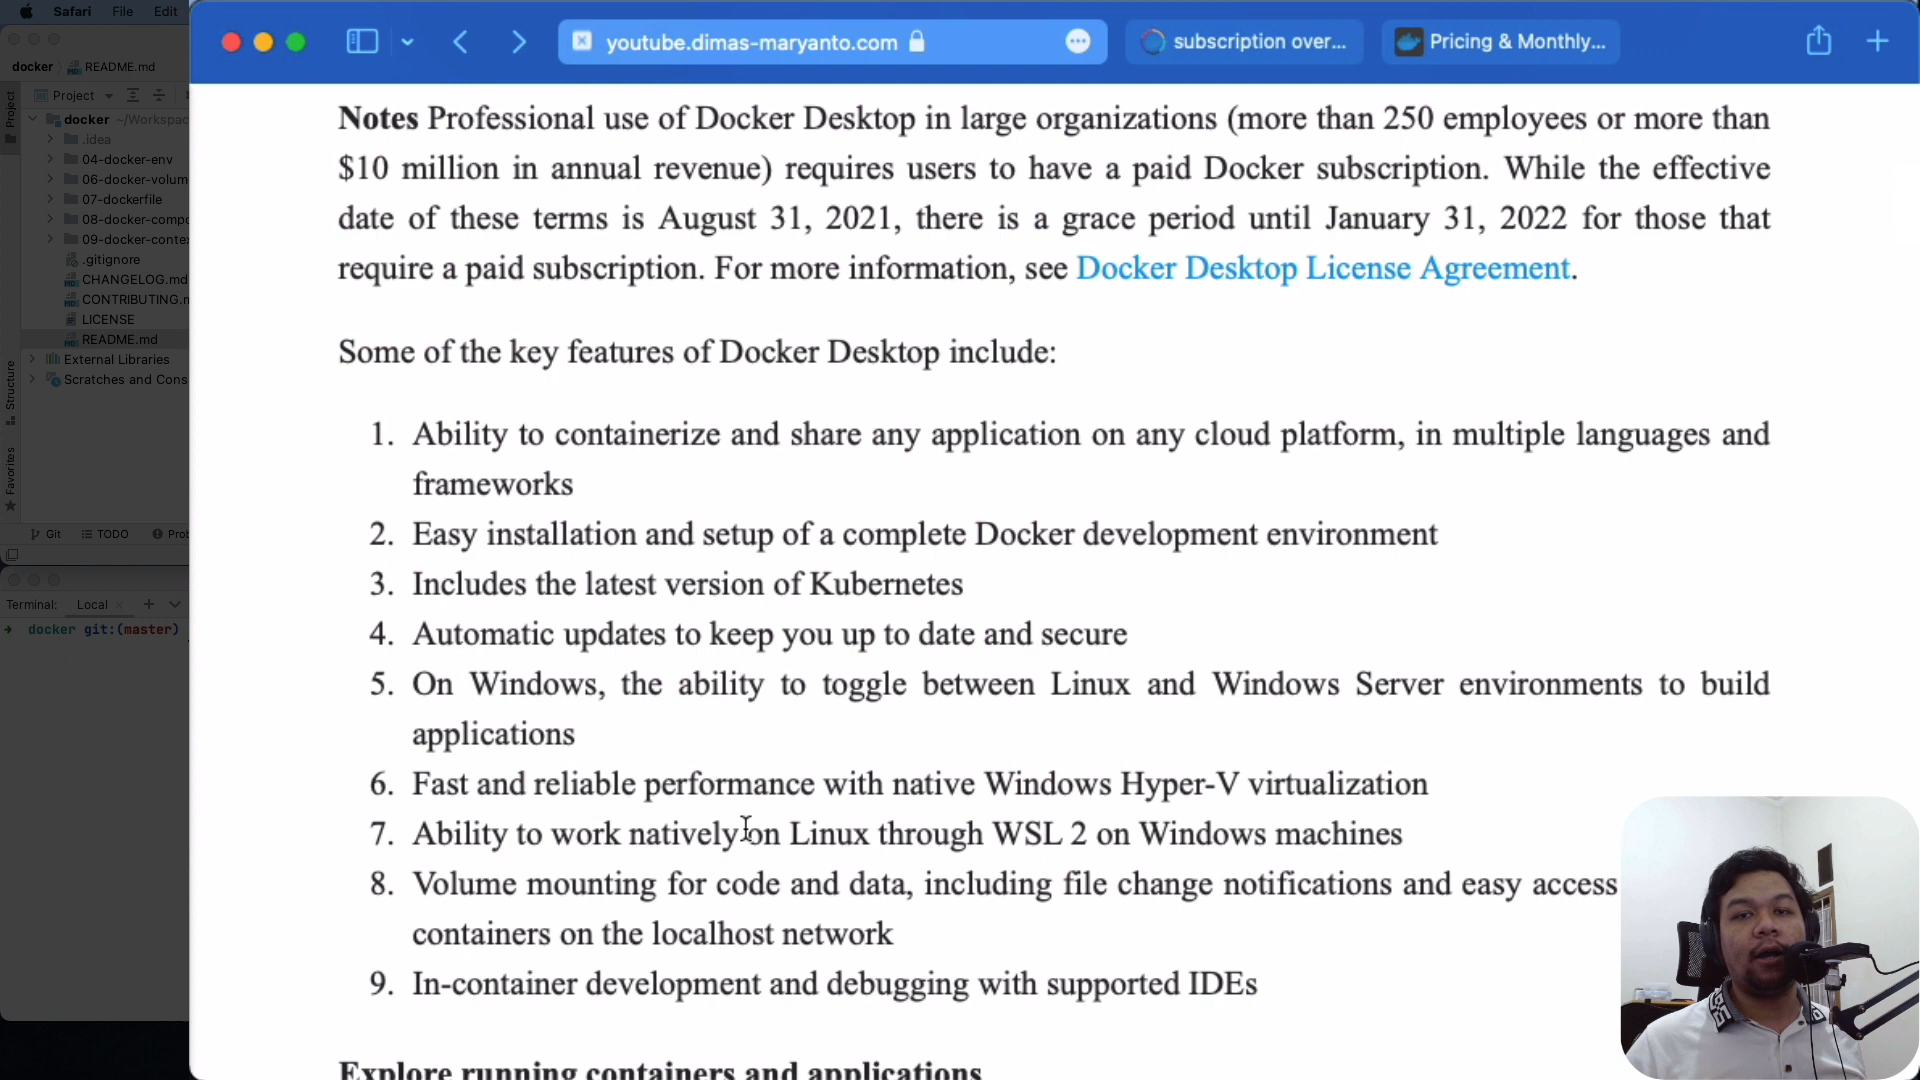 Safari File Edit
youtube.dimas-maryanto.com
subscription over...
Pricing & Monthly...
docker README.md
Project
Project
docker ~/Workspac
.idea
04-docker-env
06-docker-volum
07-dockerfile
08-docker-compo
09-docker-conte
.gitignore
CHANGELOG.md
CONTRIBUTING.n
LICENSE
README.md
External Libraries
Scratches and Cons
Structure
Favorites
Git TODO Prob
Terminal: Local
docker git:(master)
Notes Professional use of Docker Desktop in large organizations (more than 250 employees or more than
$10 million in annual revenue) requires users to have a paid Docker subscription. While the effective
date of these terms is August 31, 2021, there is a grace period until January 31, 2022 for those that
require a paid subscription. For more information, see Docker Desktop License Agreement.
Some of the key features of Docker Desktop include:
1. Ability to containerize and share any application on any cloud platform, in multiple languages and
frameworks
2. Easy installation and setup of a complete Docker development environment
3. Includes the latest version of Kubernetes
4. Automatic updates to keep you up to date and secure
5. On Windows, the ability to toggle between Linux and Windows Server environments to build
applications
6. Fast and reliable performance with native Windows Hyper-V virtualization
7. Ability to work natively on Linux through WSL 2 on Windows machines
8. Volume mounting for code and data, including file change notifications and easy access
containers on the localhost network
9. In-container development and debugging with supported IDEs
Explore running containers and applications